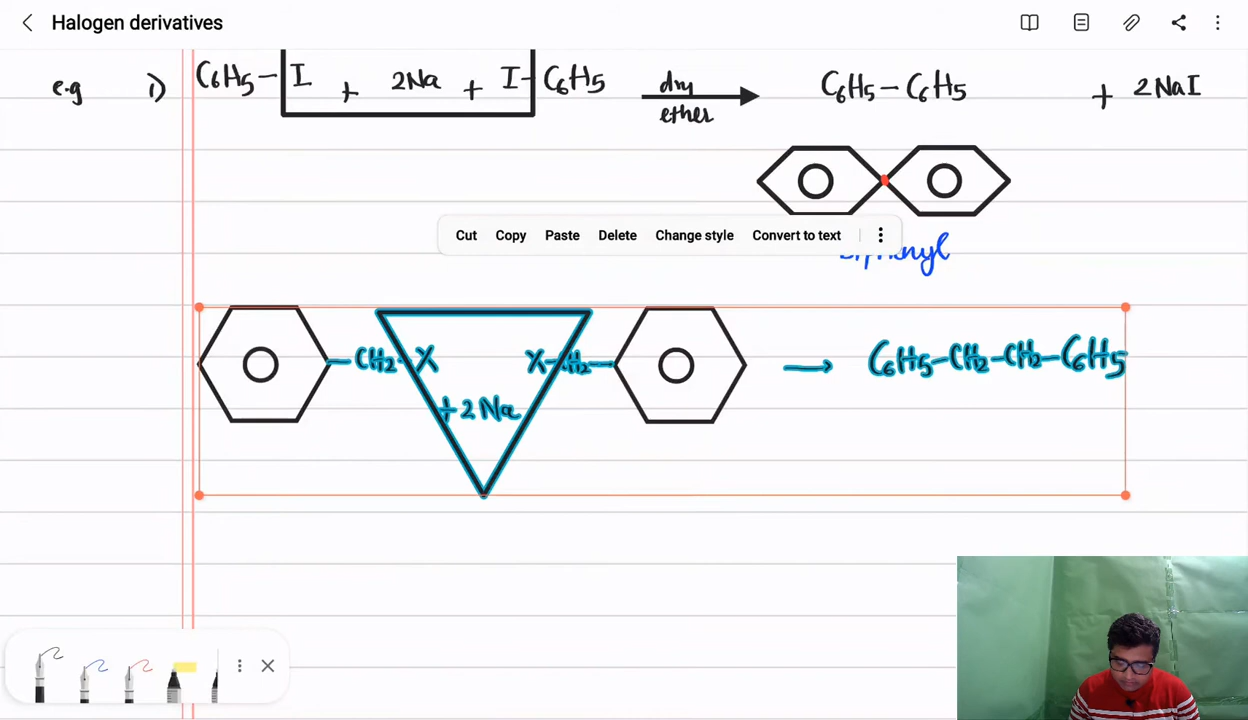 Halogen derivatives
e.g i) C6H5-I + 2Na + I-C6H5 dry ether C6H5-C6H5 + 2NaI
Cut Copy Paste Delete Change style Convert to text
-CH2-X X-CH2- → C6H5-CH2-CH2-C6H5
+2Na